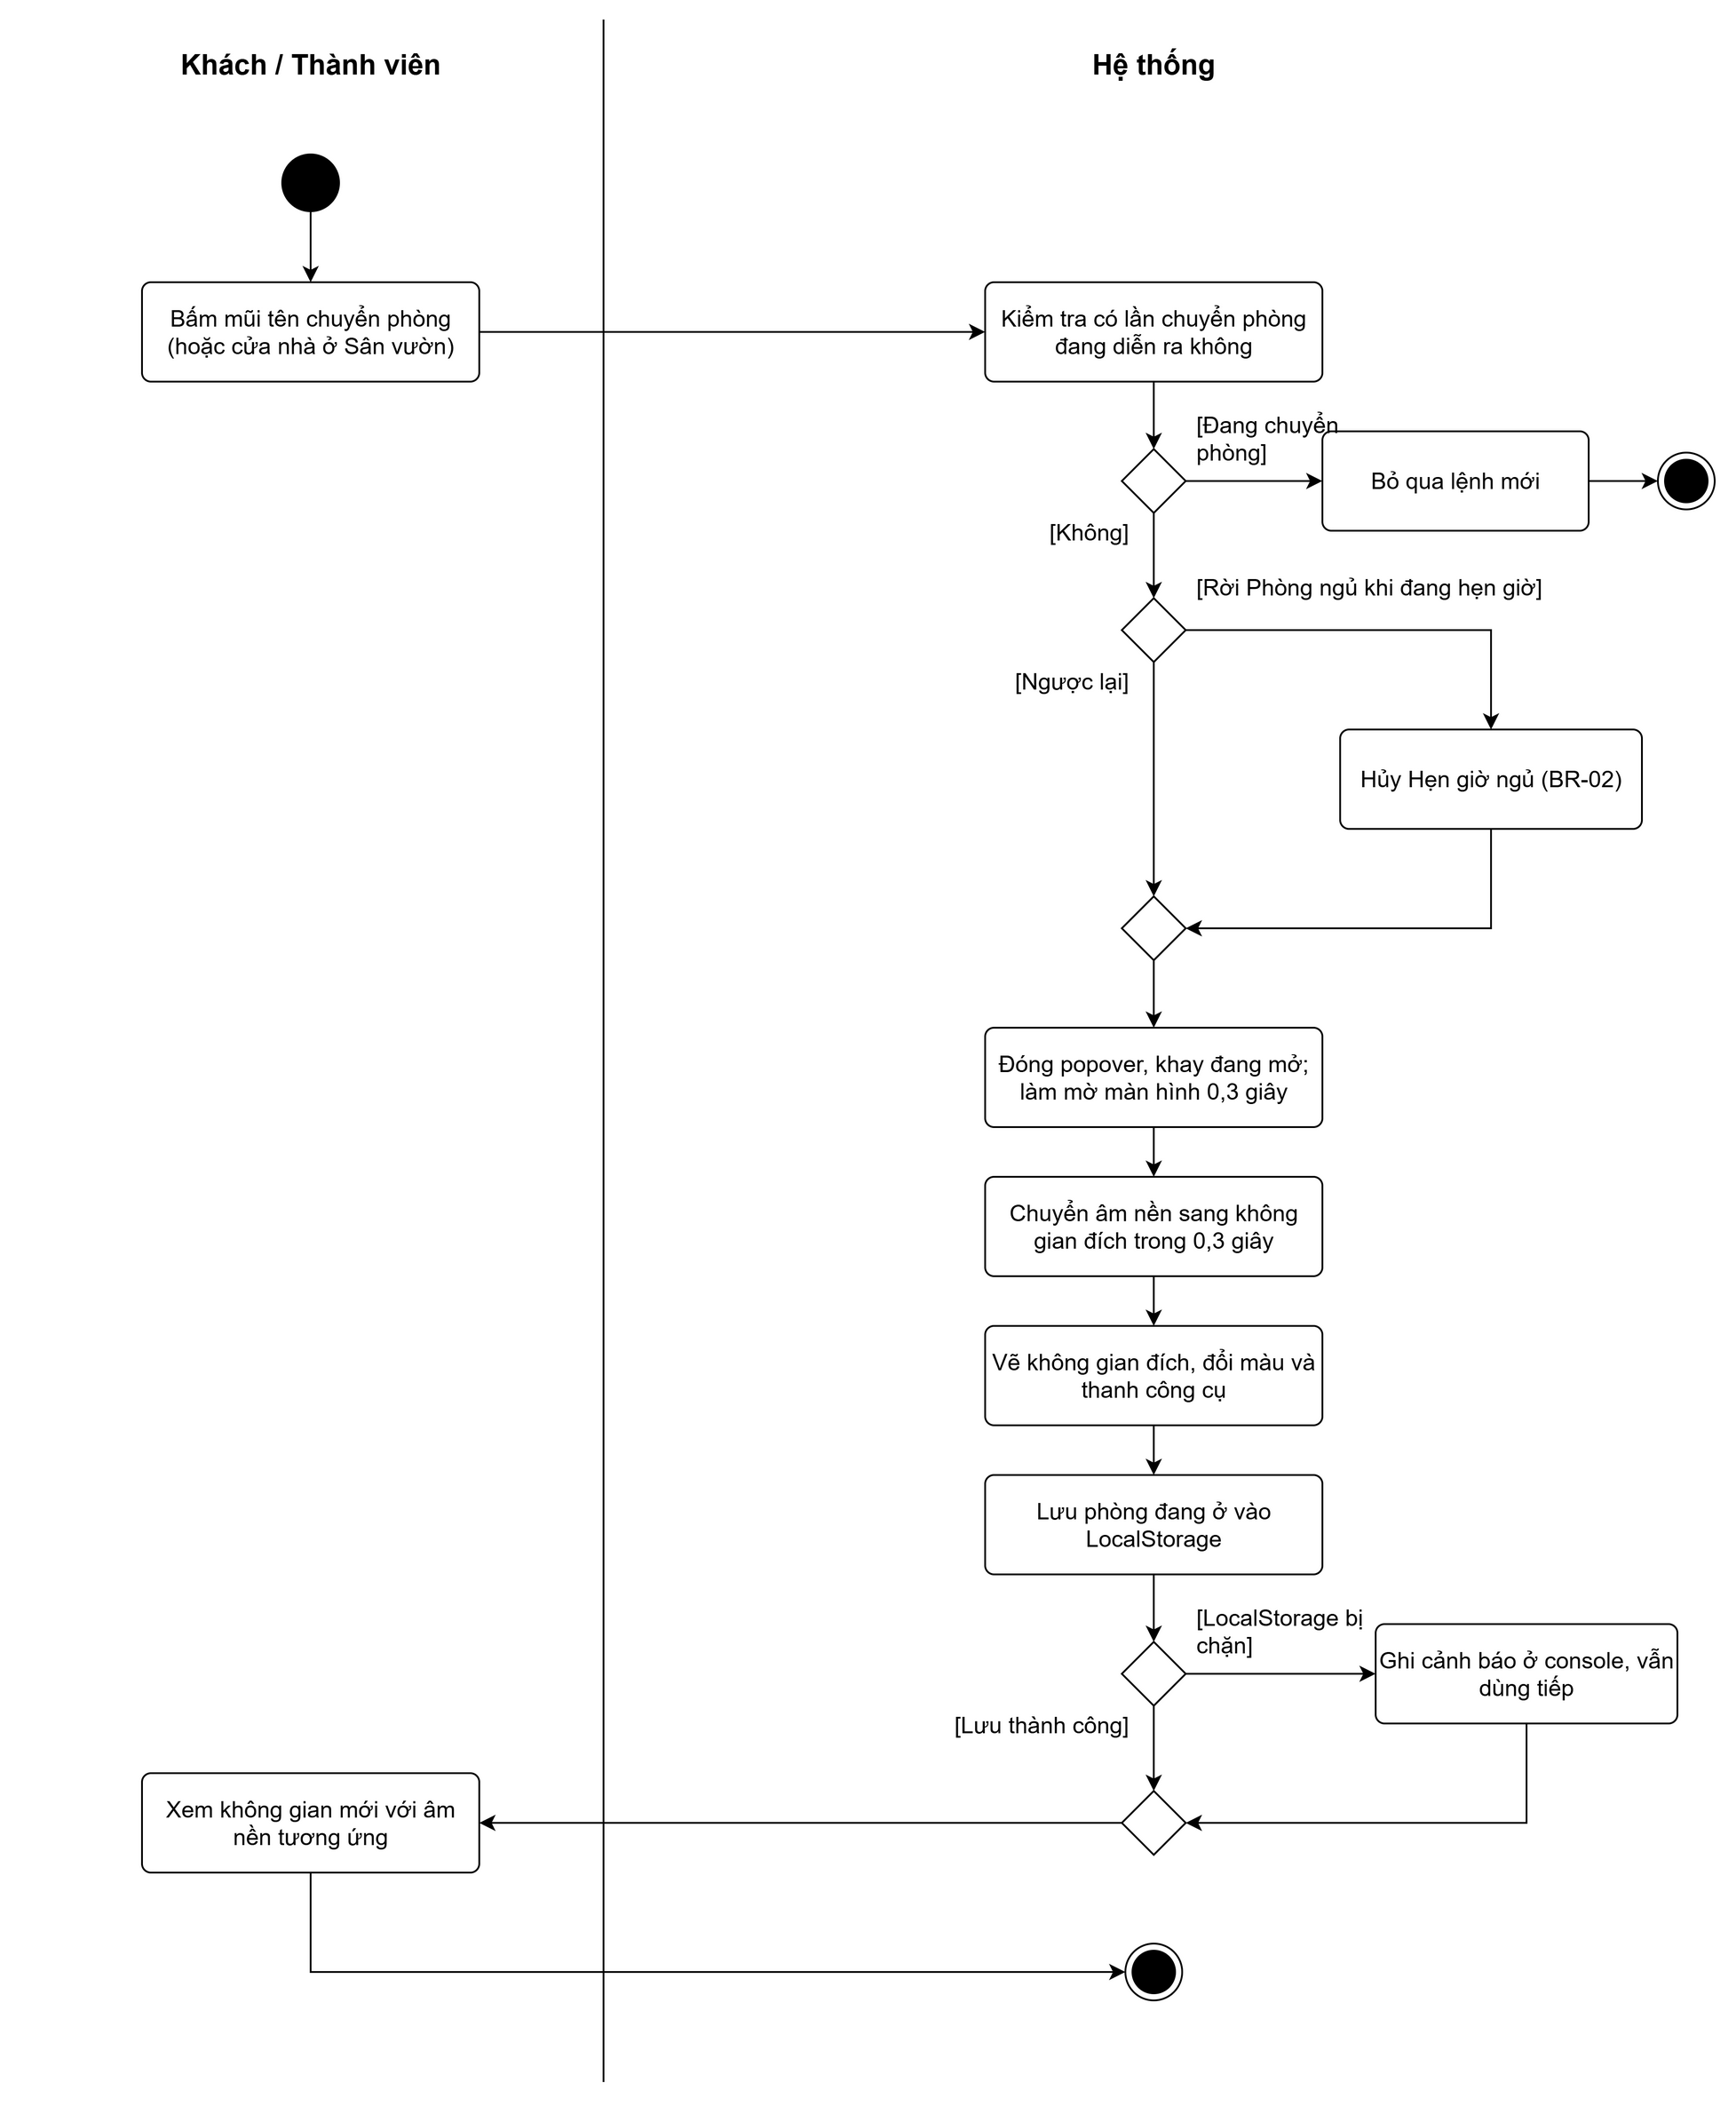 Khách / Thành viên
Hệ thống
Bấm mũi tên chuyển phòng
(hoặc cửa nhà ở Sân vườn)
Kiểm tra có lần chuyển phòng
đang diễn ra không
[Đang chuyển
phòng]
Bỏ qua lệnh mới
[Không]
[Rời Phòng ngủ khi đang hẹn giờ]
[Ngược lại]
Hủy Hẹn giờ ngủ (BR-02)
Đóng popover, khay đang mở;
làm mờ màn hình 0,3 giây
Chuyển âm nền sang không
gian đích trong 0,3 giây
Vẽ không gian đích, đổi màu và
thanh công cụ
Lưu phòng đang ở vào
LocalStorage
[LocalStorage bị
chặn]
Ghi cảnh báo ở console, vẫn
dùng tiếp
[Lưu thành công]
Xem không gian mới với âm
nền tương ứng